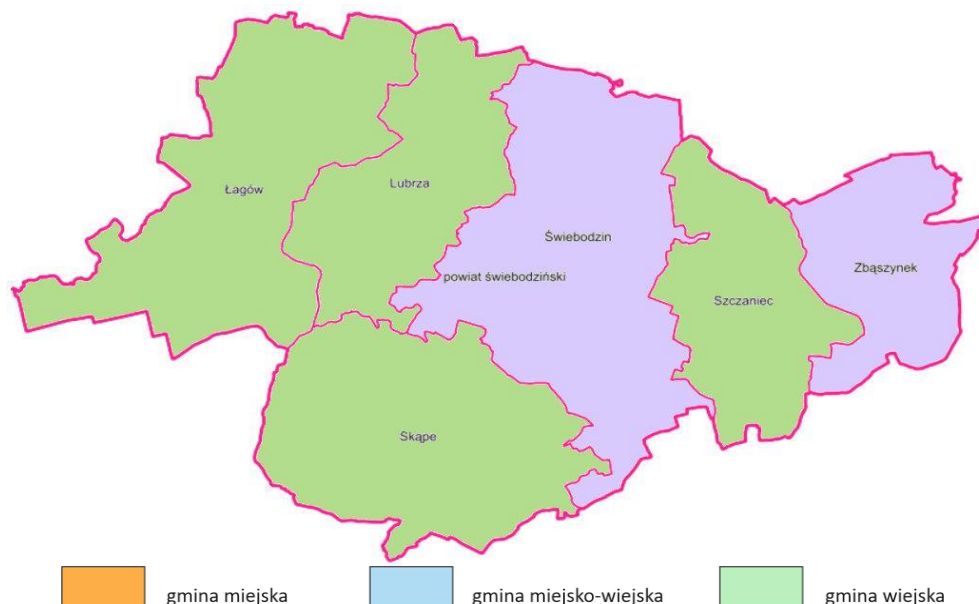 Łagów
Lubrza
Świebodzin
powiat świebodziński
Zbąszynek
Szczaniec
Skąpe
gmina miejska
gmina miejsko-wiejska
gmina wiejska